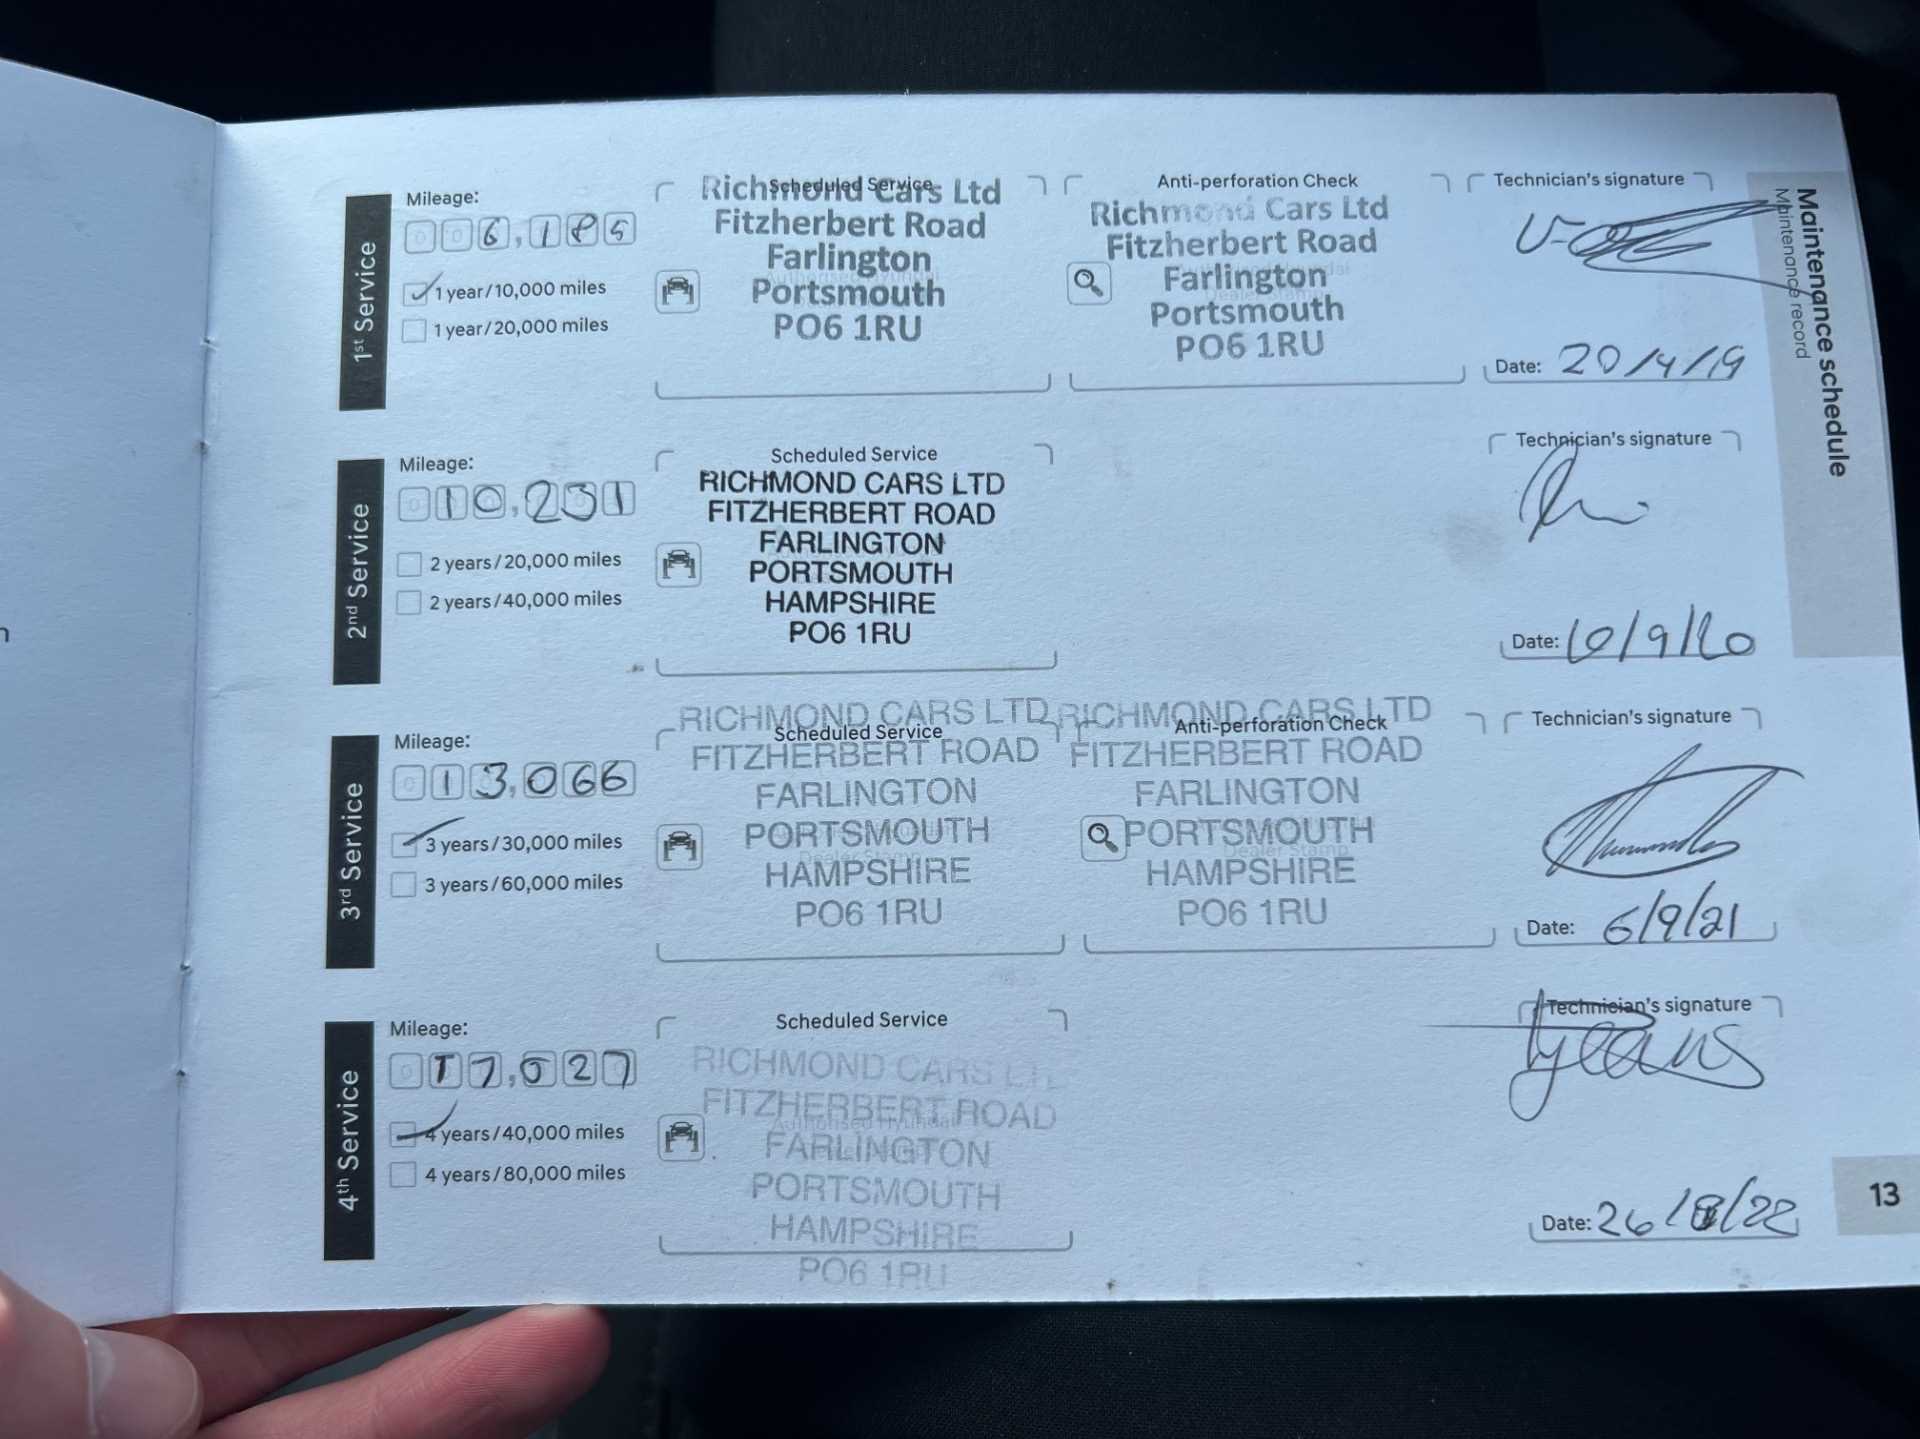 Maintenance schedule
Maintenance record
1st Service
Mileage:
006,185
1 year/10,000 miles
1 year/20,000 miles
Scheduled Service
Richmond Cars Ltd
Fitzherbert Road
Farlington
Portsmouth
PO6 1RU
Anti-perforation Check
Richmond Cars Ltd
Fitzherbert Road
Farlington
Portsmouth
PO6 1RU
Technician's signature
Date: 20/4/19
2nd Service
Mileage:
010,231
2 years/20,000 miles
2 years/40,000 miles
Scheduled Service
RICHMOND CARS LTD
FITZHERBERT ROAD
FARLINGTON
PORTSMOUTH
HAMPSHIRE
PO6 1RU
Technician's signature
Date: 10/9/20
3rd Service
Mileage:
013,066
3 years/30,000 miles
3 years/60,000 miles
Scheduled Service
RICHMOND CARS LTD
FITZHERBERT ROAD
FARLINGTON
PORTSMOUTH
Dealer Stamp
HAMPSHIRE
PO6 1RU
Anti-perforation Check
RICHMOND CARS LTD
FITZHERBERT ROAD
FARLINGTON
PORTSMOUTH
Dealer Stamp
HAMPSHIRE
PO6 1RU
Technician's signature
Date: 6/9/21
4th Service
Mileage:
017,027
4 years/40,000 miles
4 years/80,000 miles
Scheduled Service
RICHMOND CARS LTD
FITZHERBERT ROAD
Authorised Hyundai
FARLINGTON
PORTSMOUTH
HAMPSHIRE
PO6 1RU
Technician's signature
Date: 26/8/22
13